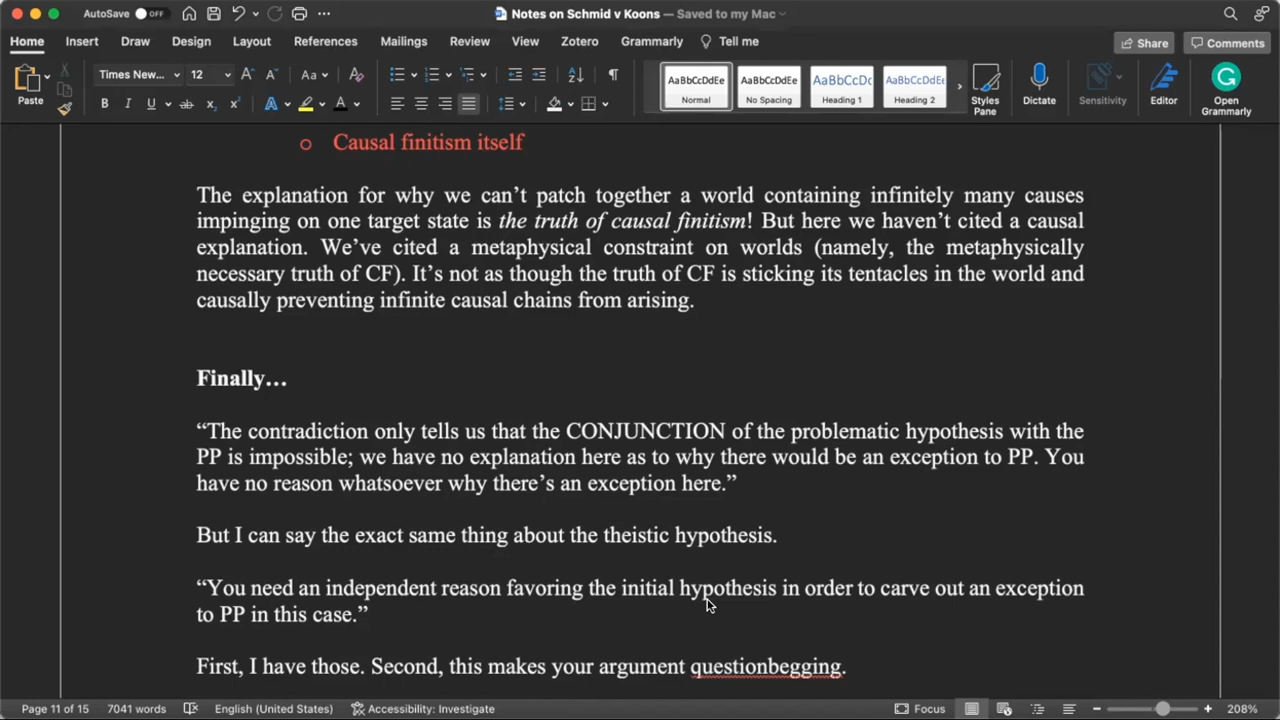 AutoSave OFF Notes on Schmid v Koons — Saved to my Mac
Home Insert Draw Design Layout References Mailings Review View Zotero Grammarly Tell me Share Comments
Paste Times New... 12 Aa AaBbCcDdEe AaBbCcDdEe AaBbCcDc AaBbCcDdEe
B I U ab x x A A Normal No Spacing Heading 1 Heading 2 Styles Pane Dictate Sensitivity Editor Open Grammarly
o Causal finitism itself
The explanation for why we can’t patch together a world containing infinitely many causes
impinging on one target state is the truth of causal finitism! But here we haven’t cited a causal
explanation. We’ve cited a metaphysical constraint on worlds (namely, the metaphysically
necessary truth of CF). It’s not as though the truth of CF is sticking its tentacles in the world and
causally preventing infinite causal chains from arising.
Finally…
“The contradiction only tells us that the CONJUNCTION of the problematic hypothesis with the
PP is impossible; we have no explanation here as to why there would be an exception to PP. You
have no reason whatsoever why there’s an exception here.”
But I can say the exact same thing about the theistic hypothesis.
“You need an independent reason favoring the initial hypothesis in order to carve out an exception
to PP in this case.”
First, I have those. Second, this makes your argument questionbegging.
Page 11 of 15 7041 words English (United States) Accessibility: Investigate Focus 208%